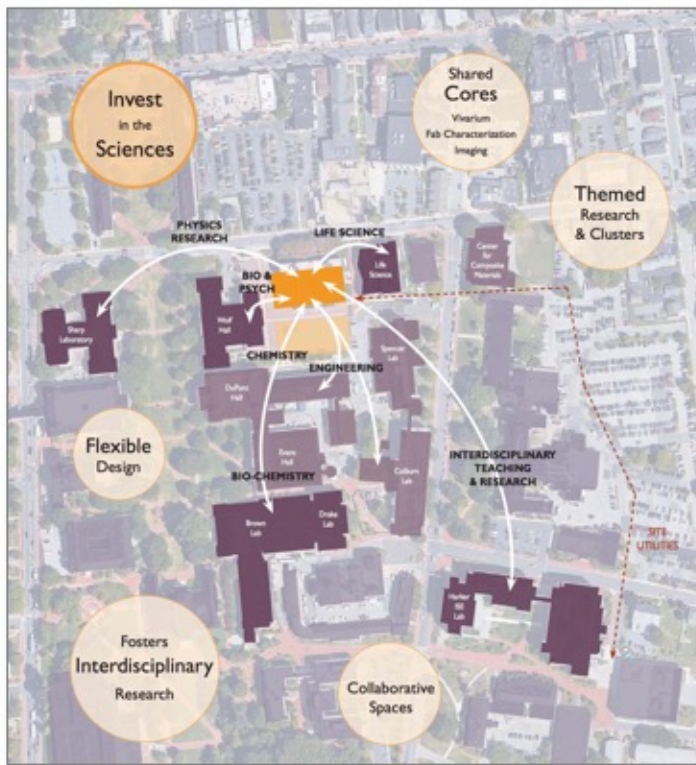 Invest
in the
Sciences
Shared
Cores
Vivarium
Fab Characterization
Imaging
Themed
Research
& Clusters
PHYSICS
RESEARCH
LIFE SCIENCE
BIO &
PSYCH
Life
Science
Center
for
Composite
Materials
Sharp
Laboratory
Wolf
Hall
CHEMISTRY
ENGINEERING
Spencer
Lab
DuPont
Hall
Flexible
Design
Evans
Hall
BIO-CHEMISTRY
Colburn
Lab
INTERDISCIPLINARY
TEACHING
& RESEARCH
Brown
Lab
Drake
Lab
SITE
UTILITIES
Harker
ISE
Lab
Fosters
Interdisciplinary
Research
Collaborative
Spaces